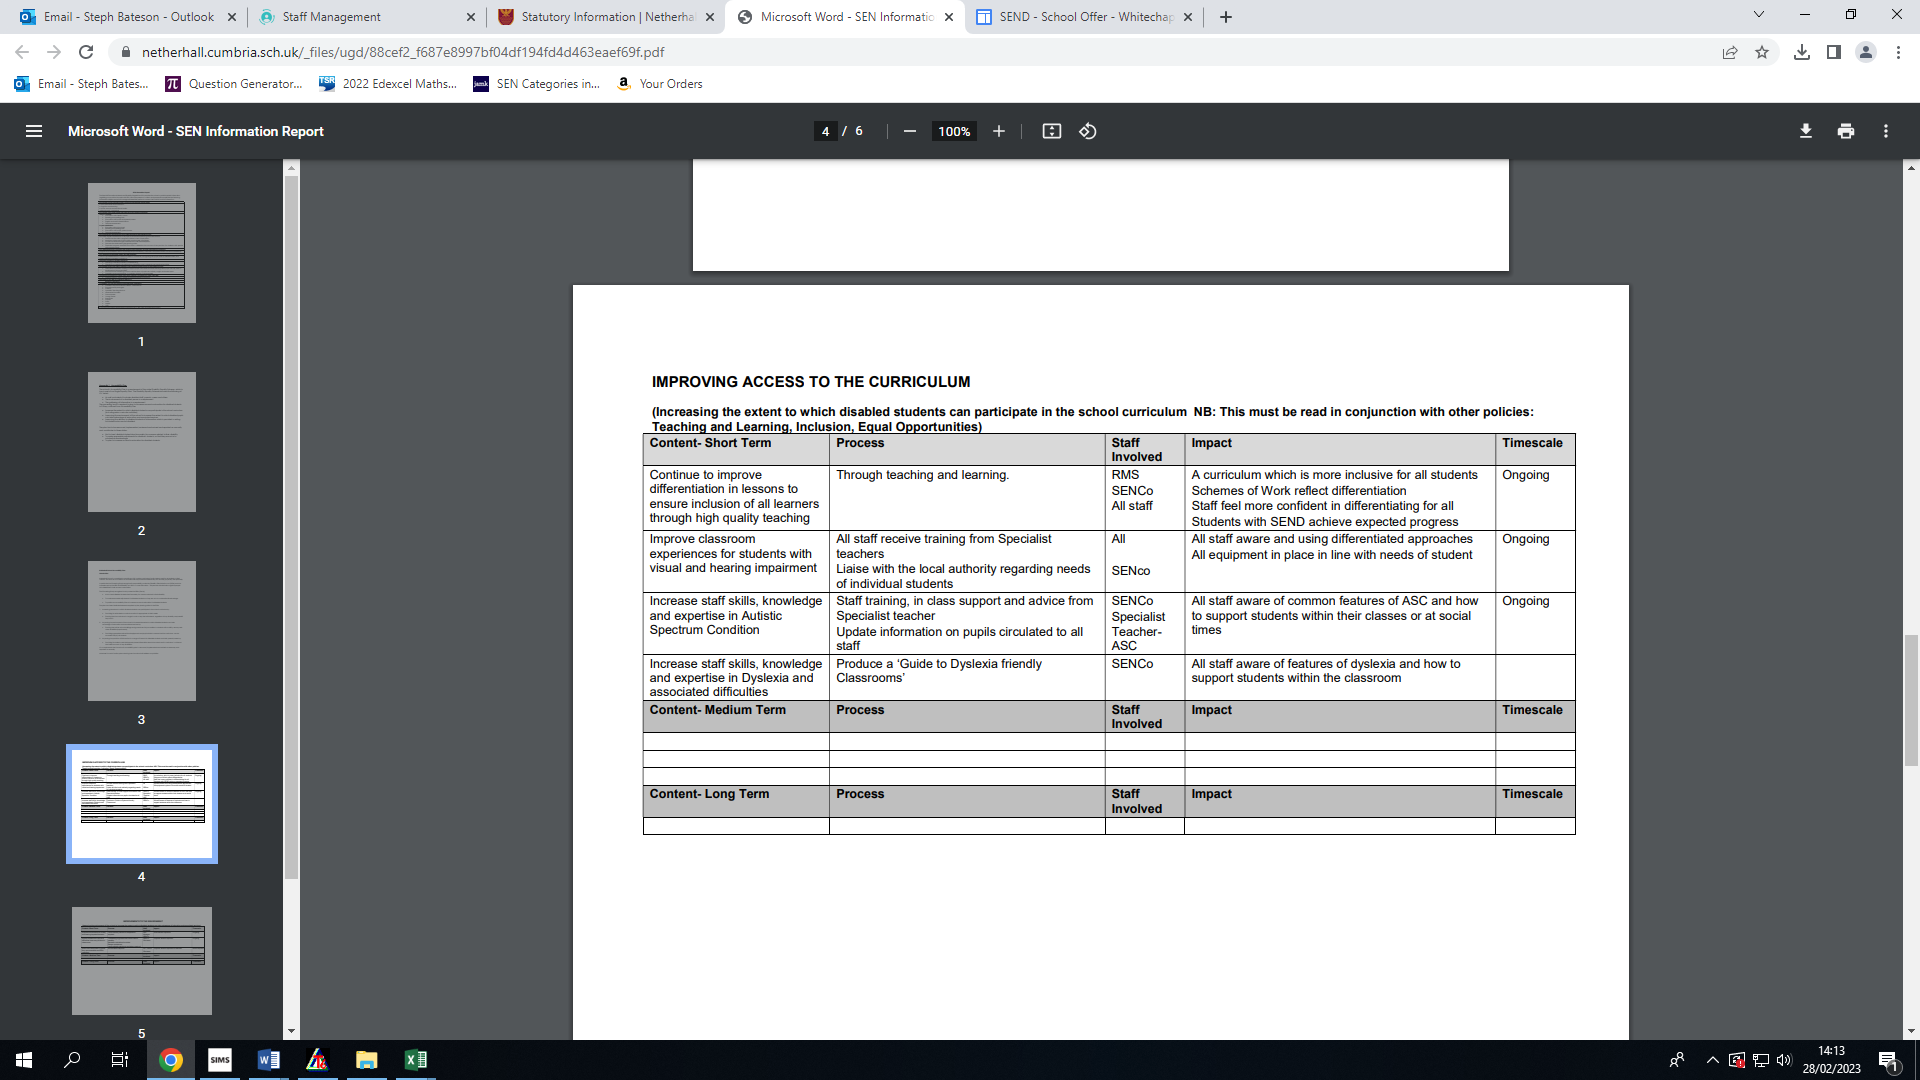 Email - Steph Bateson - Outlook
Staff Management
Statutory Information | Netherhal
Microsoft Word - SEN Informatio
SEND - School Offer - Whitechap
netherhall.cumbria.sch.uk/_files/ugd/88cef2_f687e8997bf04df194fd4d463eaef69f.pdf
Email - Steph Bates...
Question Generator...
2022 Edexcel Maths...
SEN Categories in...
Your Orders
Microsoft Word - SEN Information Report
4 / 6
100%
1
2
3
4
5
IMPROVING ACCESS TO THE CURRICULUM
(Increasing the extent to which disabled students can participate in the school curriculum NB: This must be read in conjunction with other policies:
Teaching and Learning, Inclusion, Equal Opportunities)
Content- Short Term
Process
Staff
Involved
Impact
Timescale
Continue to improve
differentiation in lessons to
ensure inclusion of all learners
through high quality teaching
Through teaching and learning.
RMS
SENCo
All staff
A curriculum which is more inclusive for all students
Schemes of Work reflect differentiation
Staff feel more confident in differentiating for all
Students with SEND achieve expected progress
Ongoing
Improve classroom
experiences for students with
visual and hearing impairment
All staff receive training from Specialist
teachers
Liaise with the local authority regarding needs
of individual students
All
SENco
All staff aware and using differentiated approaches
All equipment in place in line with needs of student
Ongoing
Increase staff skills, knowledge
and expertise in Autistic
Spectrum Condition
Staff training, in class support and advice from
Specialist teacher
Update information on pupils circulated to all
staff
SENCo
Specialist
Teacher-
ASC
All staff aware of common features of ASC and how
to support students within their classes or at social
times
Ongoing
Increase staff skills, knowledge
and expertise in Dyslexia and
associated difficulties
Produce a ‘Guide to Dyslexia friendly
Classrooms’
SENCo
All staff aware of features of dyslexia and how to
support students within the classroom
Content- Medium Term
Process
Staff
Involved
Impact
Timescale
Content- Long Term
Process
Staff
Involved
Impact
Timescale
SIMS
14:13
28/02/2023
1